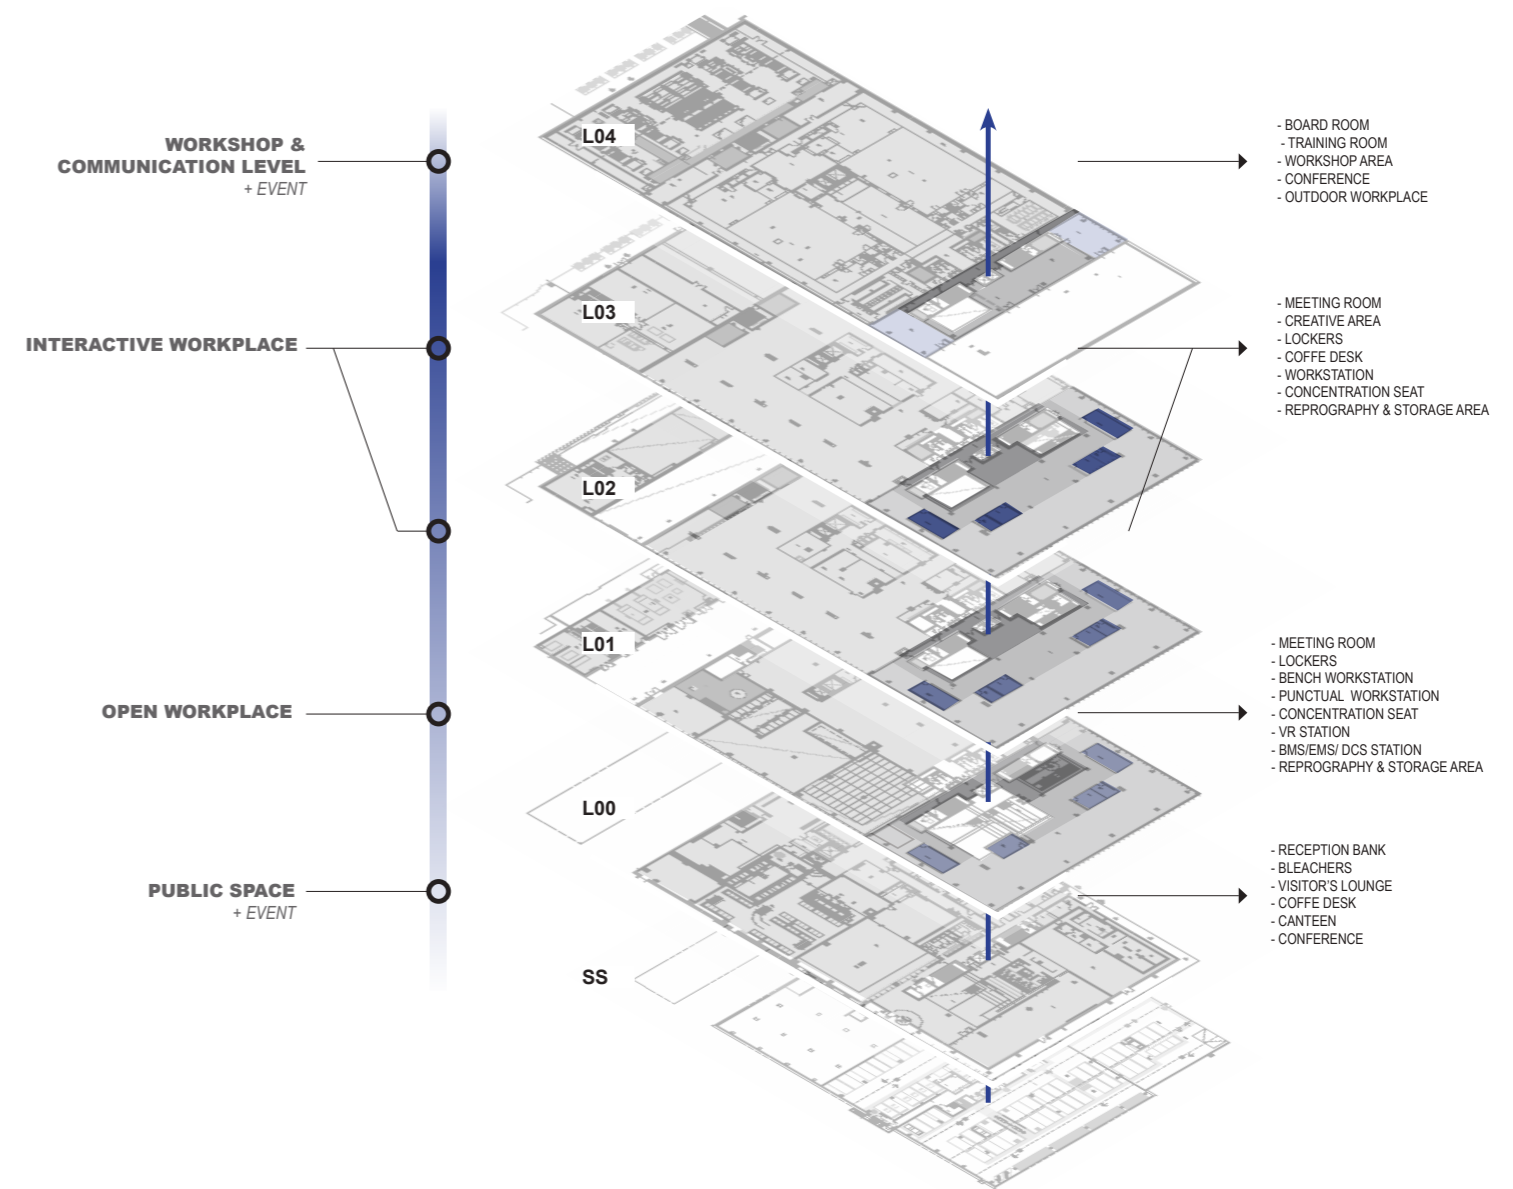 WORKSHOP &
COMMUNICATION LEVEL
+ EVENT
INTERACTIVE WORKPLACE
OPEN WORKPLACE
PUBLIC SPACE
+ EVENT
L04
L03
L02
L01
L00
SS
- BOARD ROOM
- TRAINING ROOM
- WORKSHOP AREA
- CONFERENCE
- OUTDOOR WORKPLACE
- MEETING ROOM
- CREATIVE AREA
- LOCKERS
- COFFE DESK
- WORKSTATION
- CONCENTRATION SEAT
- REPROGRAPHY & STORAGE AREA
- MEETING ROOM
- LOCKERS
- BENCH WORKSTATION
- PUNCTUAL  WORKSTATION
- CONCENTRATION SEAT
- VR STATION
- BMS/EMS/ DCS STATION
- REPROGRAPHY & STORAGE AREA
- RECEPTION BANK
- BLEACHERS
- VISITOR'S LOUNGE
- COFFE DESK
- CANTEEN
- CONFERENCE